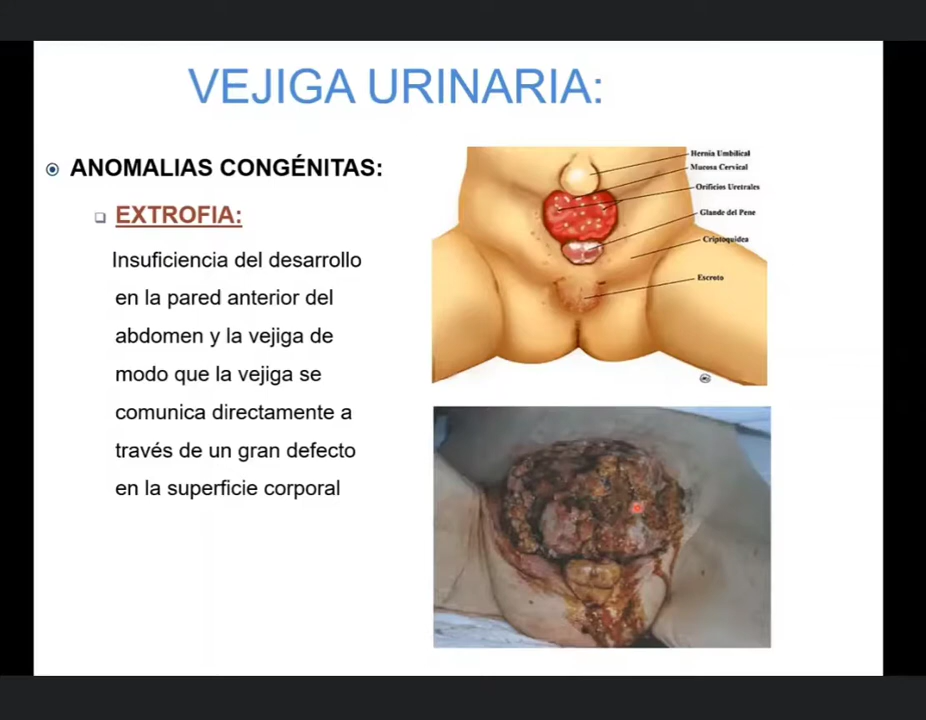 VEJIGA URINARIA:
ANOMALIAS CONGÉNITAS:
EXTROFIA:
Insuficiencia del desarrollo
en la pared anterior del
abdomen y la vejiga de
modo que la vejiga se
comunica directamente a
través de un gran defecto
en la superficie corporal
Hernia Umbilical
Mucosa Cervical
Orificios Uretrales
Glande del Pene
Criptoquidea
Escroto